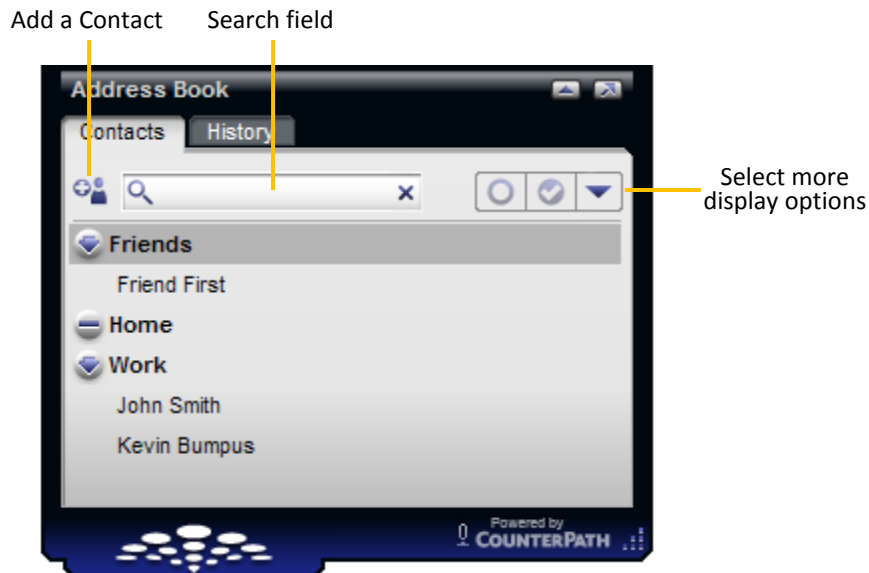 Add a Contact Search field
Address Book
Contacts History
Select more
display options
Friends
Friend First
Home
Work
John Smith
Kevin Bumpus
Powered by
COUNTERPATH